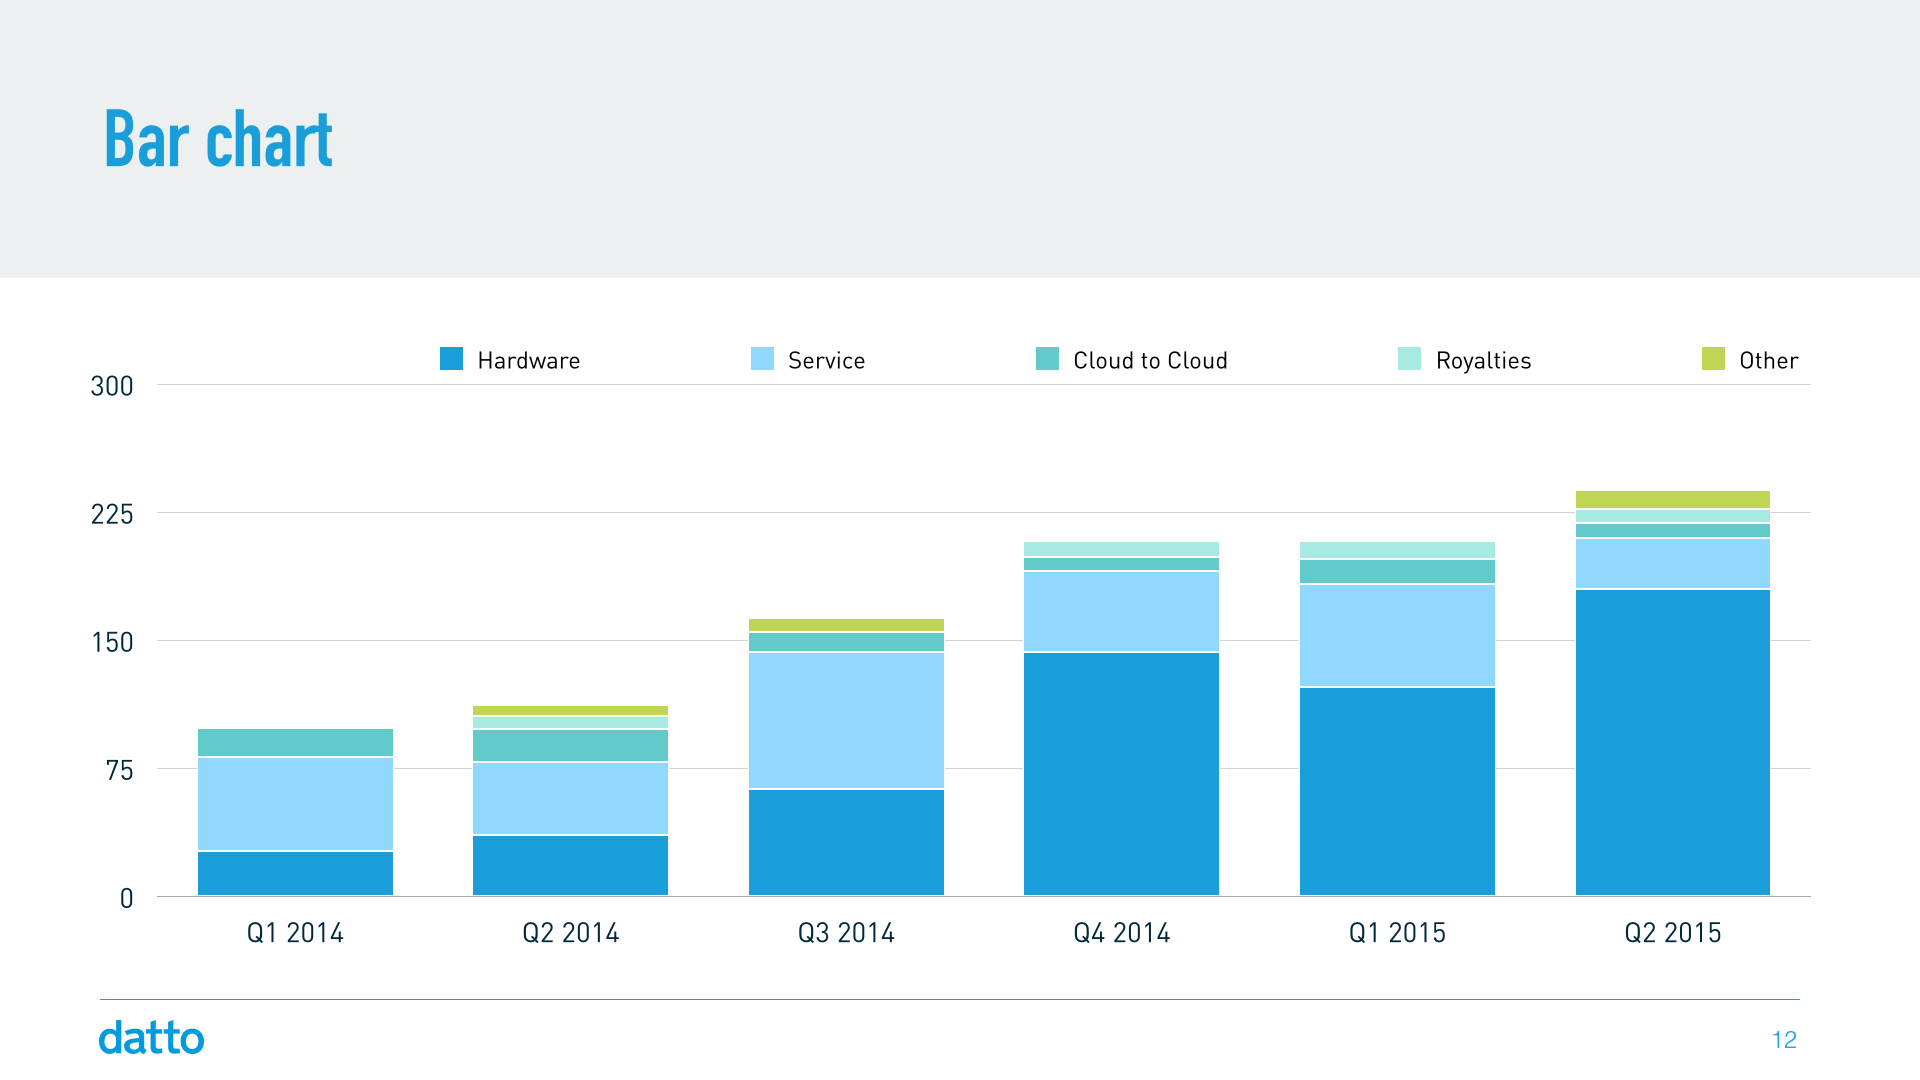 Bar chart
Hardware Service Cloud to Cloud Royalties Other
300
225
150
75
0
Q1 2014 Q2 2014 Q3 2014 Q4 2014 Q1 2015 Q2 2015
datto 12